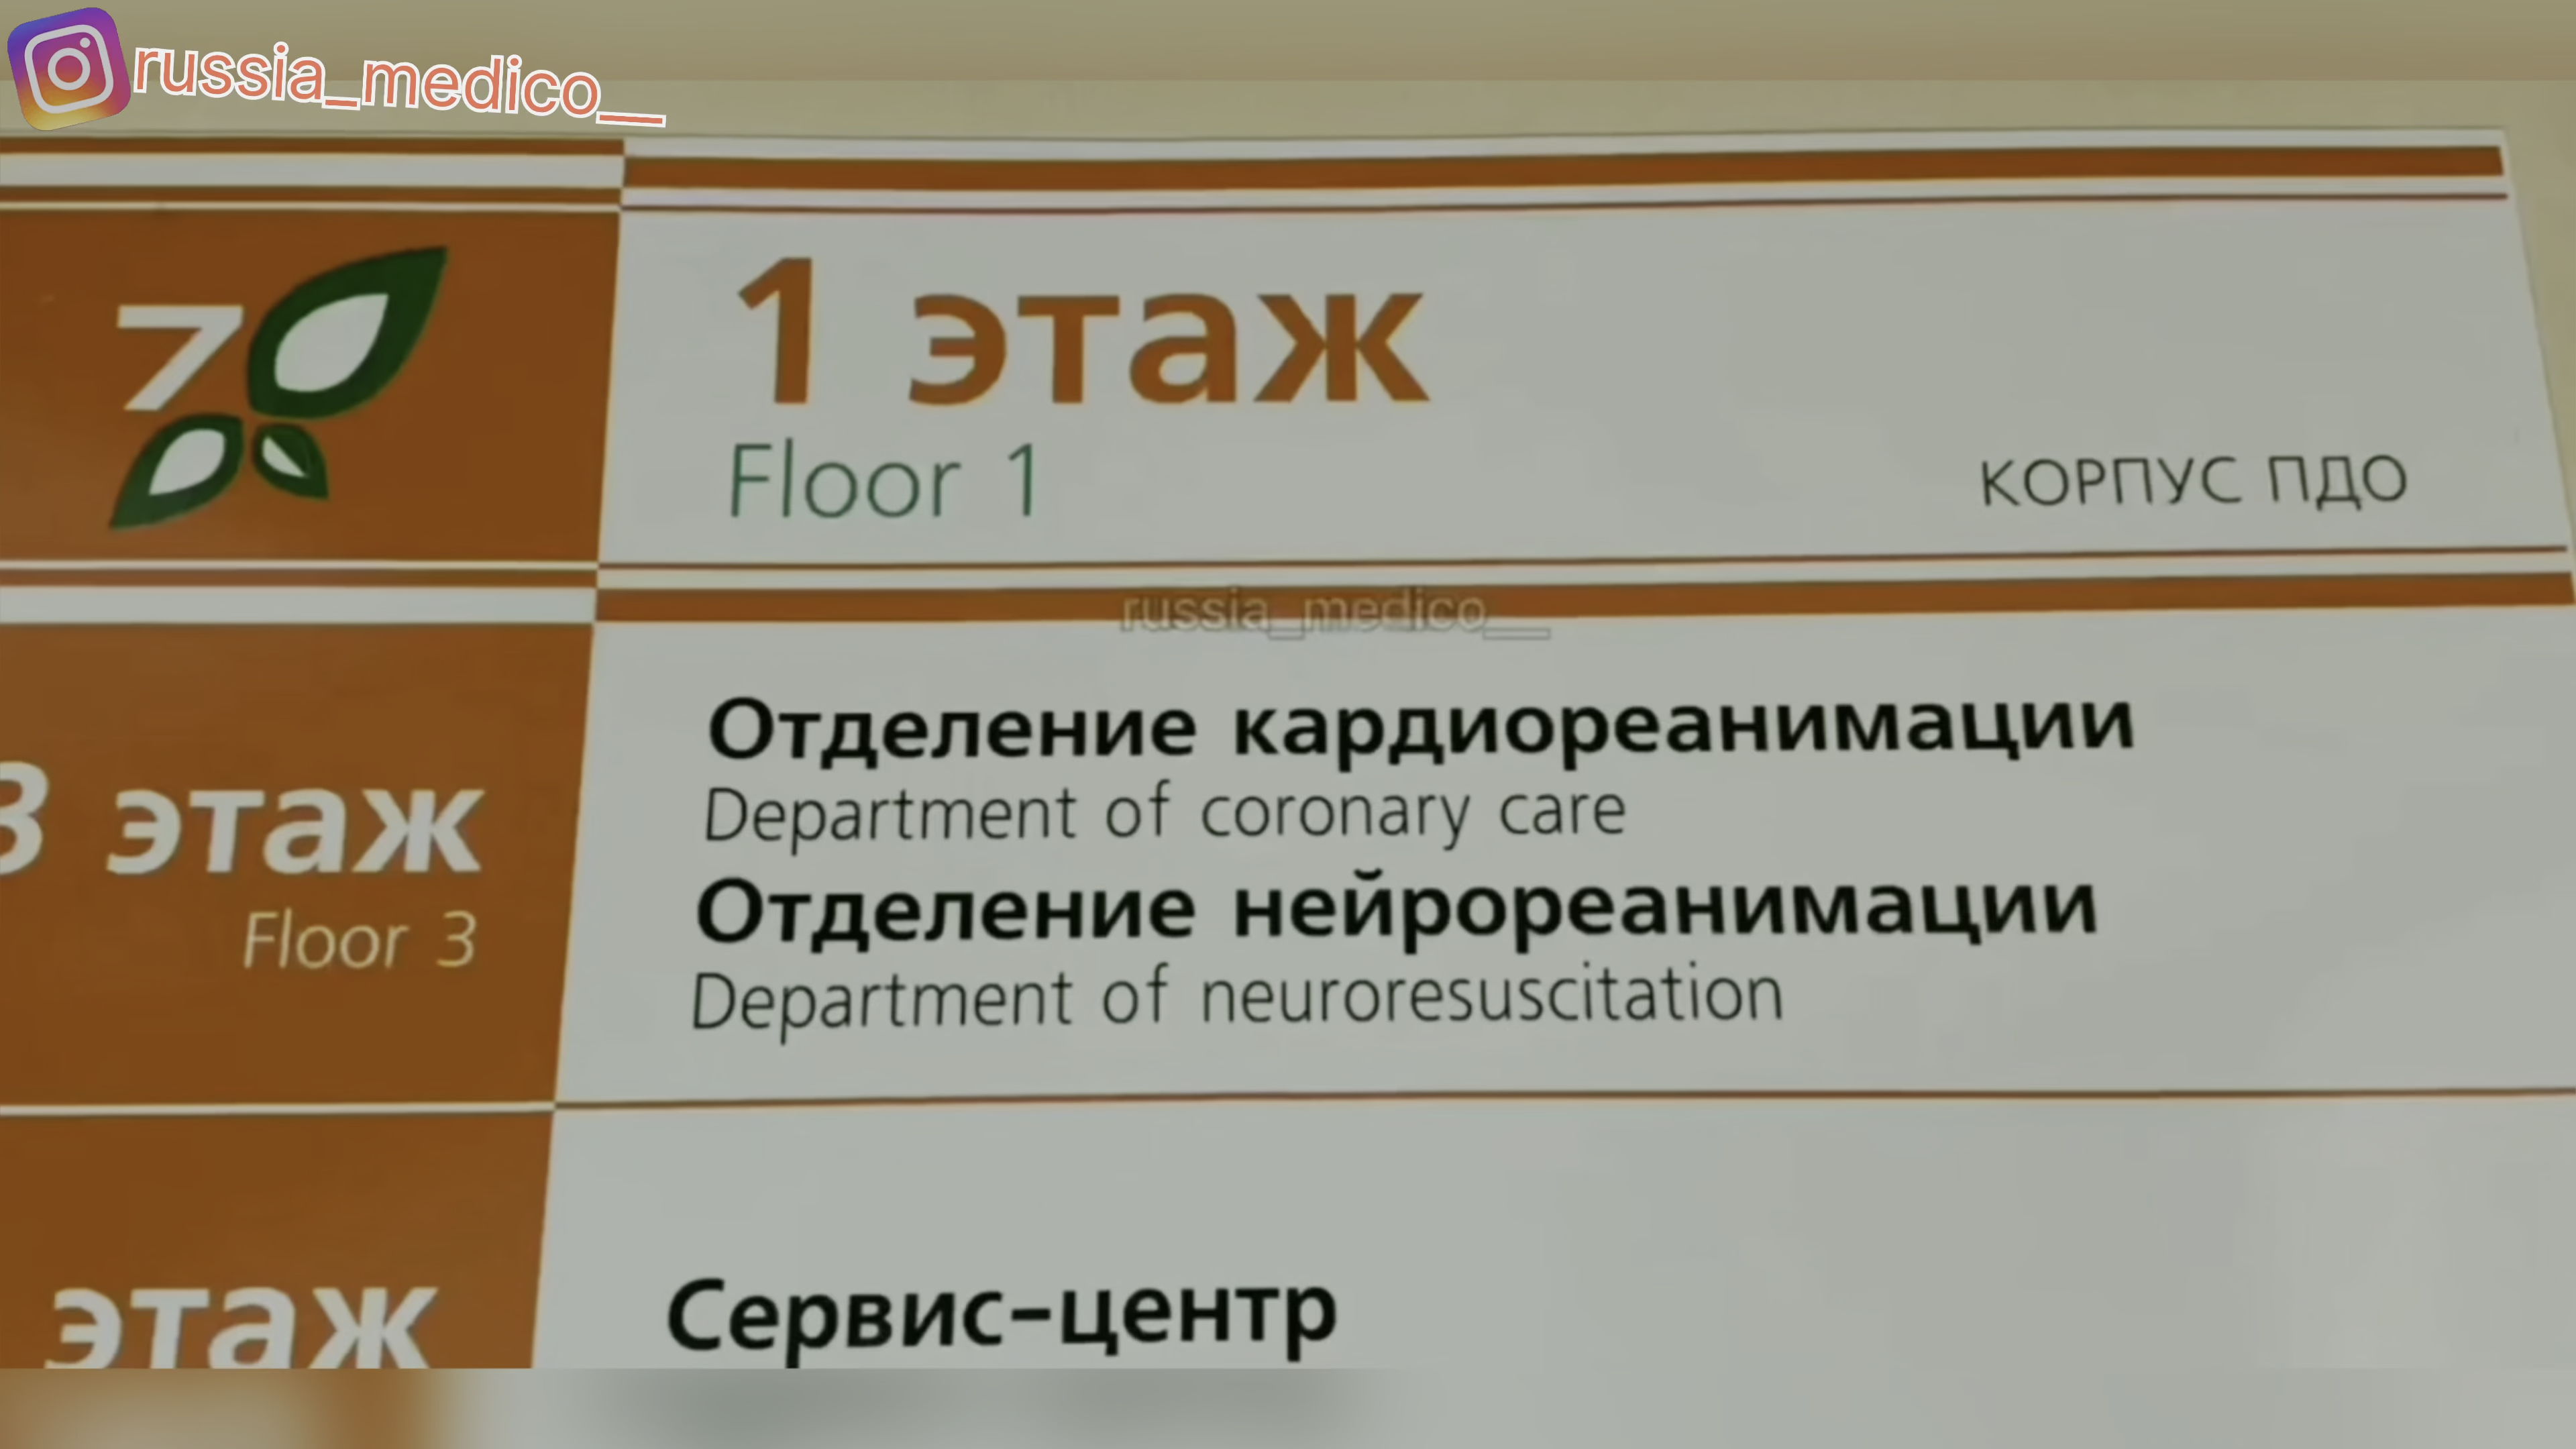 russia_medico__
7
1 этаж
Floor 1
КОРПУС ПДО
russia_medico__
3 этаж
Floor 3
Отделение кардиореанимации
Department of coronary care
Отделение нейрореанимации
Department of neuroresuscitation
этаж
Сервис-центр